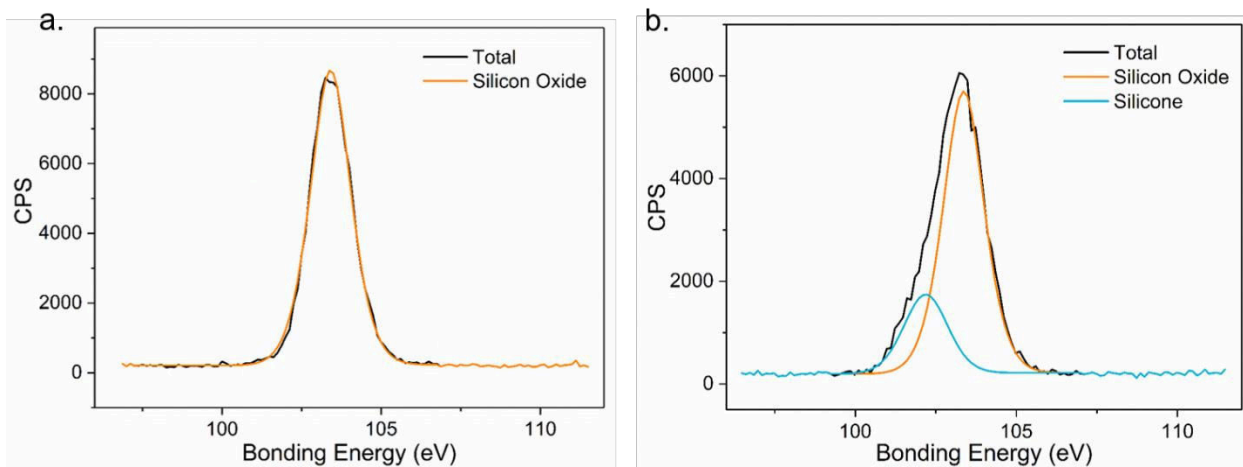 a.
Total
Silicon Oxide
8000
6000
4000
2000
0
CPS
100
105
110
Bonding Energy (eV)
b.
Total
Silicon Oxide
Silicone
6000
4000
2000
0
CPS
100
105
110
Bonding Energy (eV)